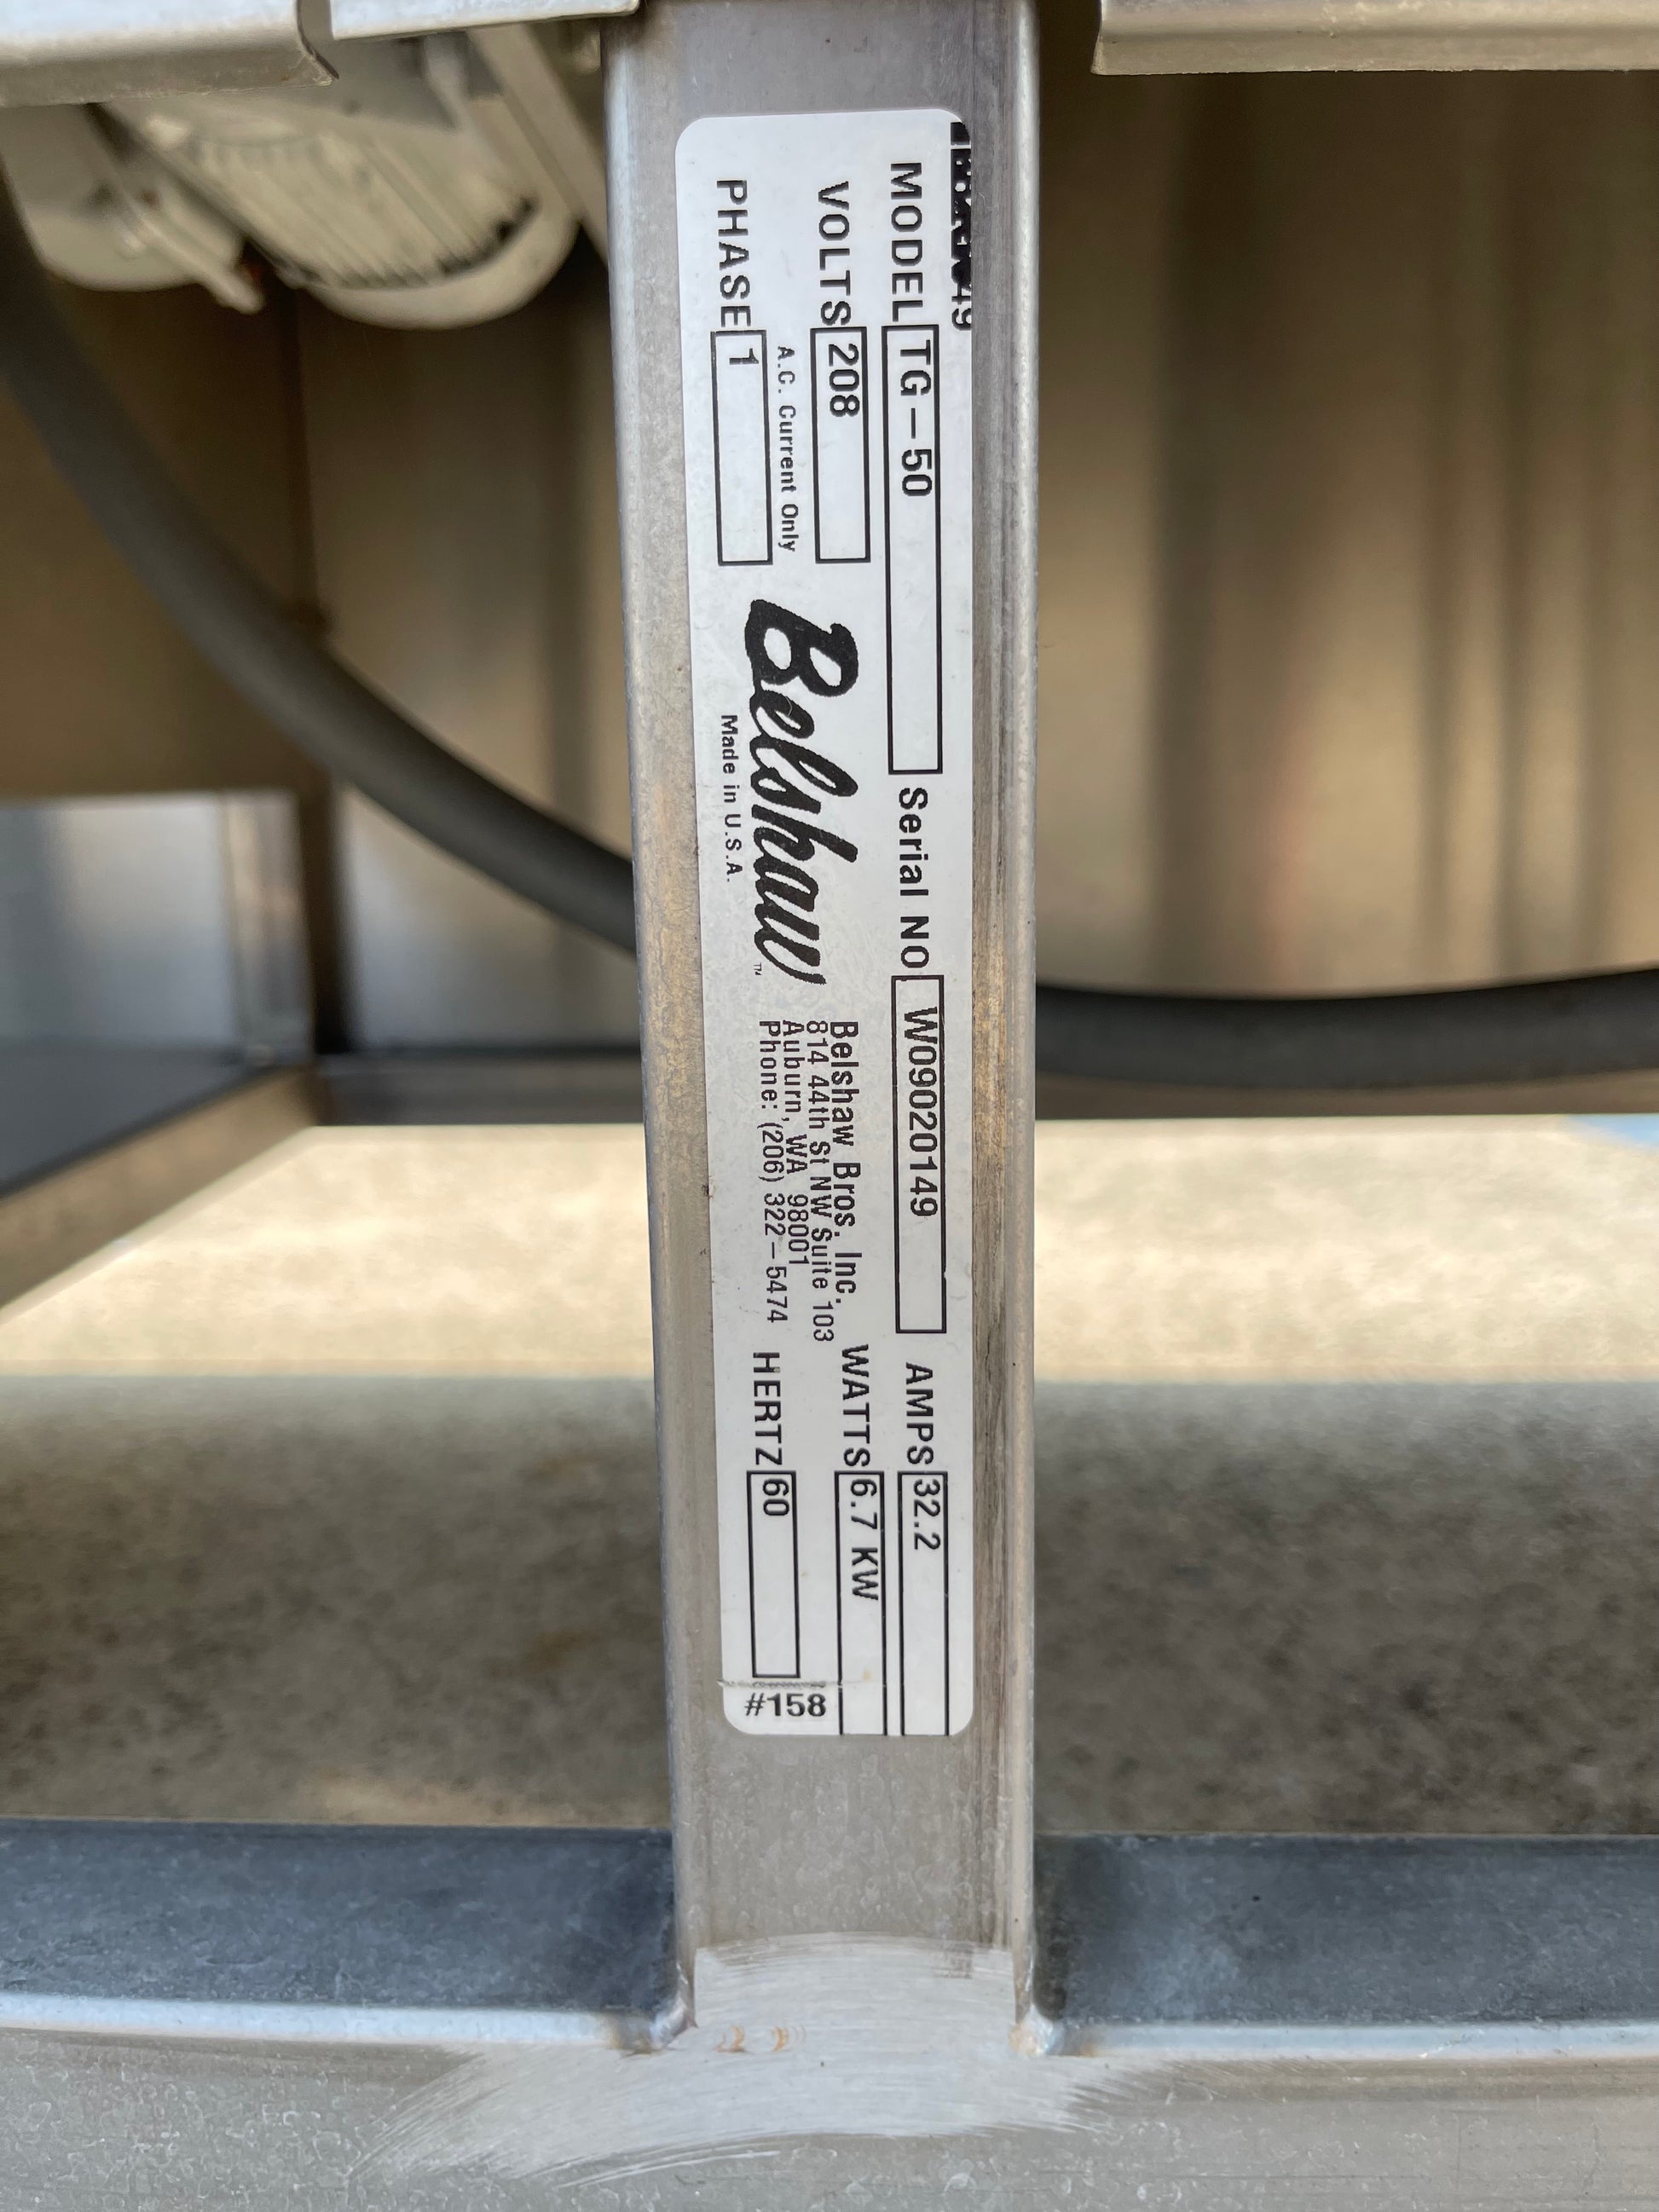 MODEL TG-50 Serial NO W09020149 AMPS 32.2
VOLTS 208
A.C. Current Only
PHASE 1
Belshaw™
Made in U.S.A.
Belshaw Bros. Inc.
814 44th St NW Suite 103
Auburn, WA 98001
Phone: (206) 322-5474
WATTS 6.7 KW
HERTZ 60
#158